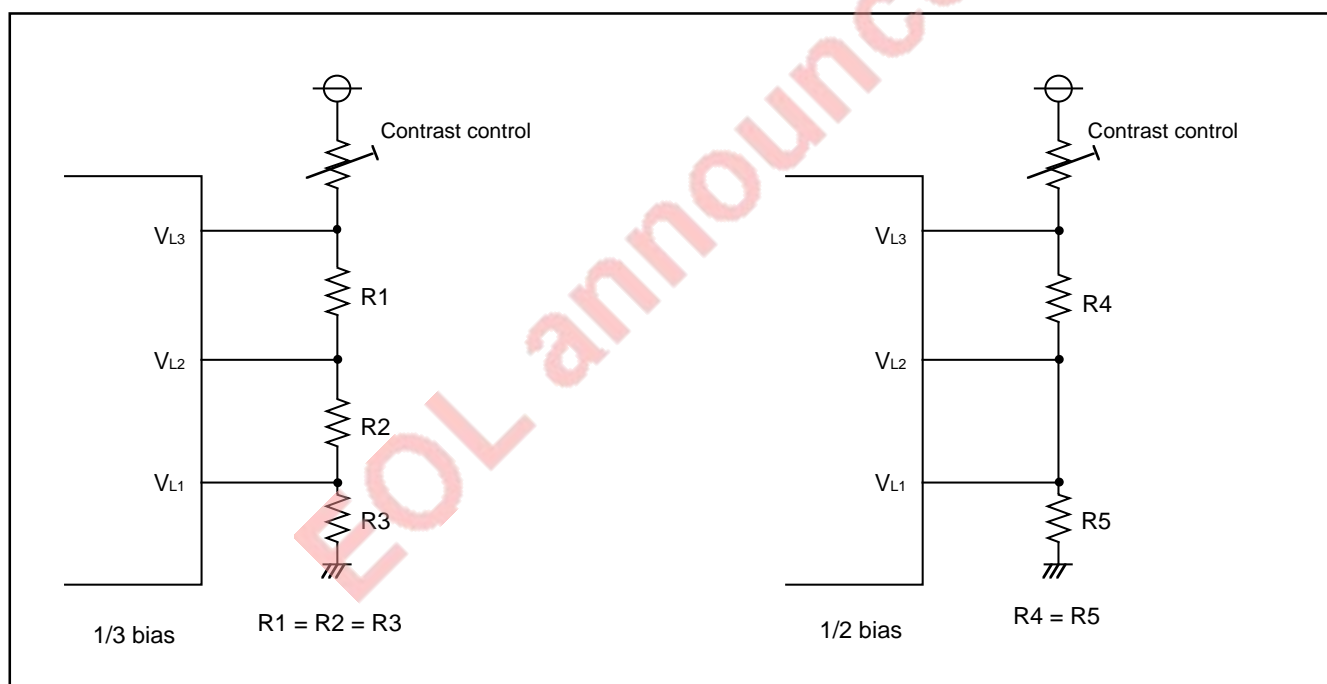 Contrast control
VL3
R1
VL2
R2
VL1
R3
1/3 bias
R1 = R2 = R3
Contrast control
VL3
R4
VL2
VL1
R5
1/2 bias
R4 = R5
EOL announc